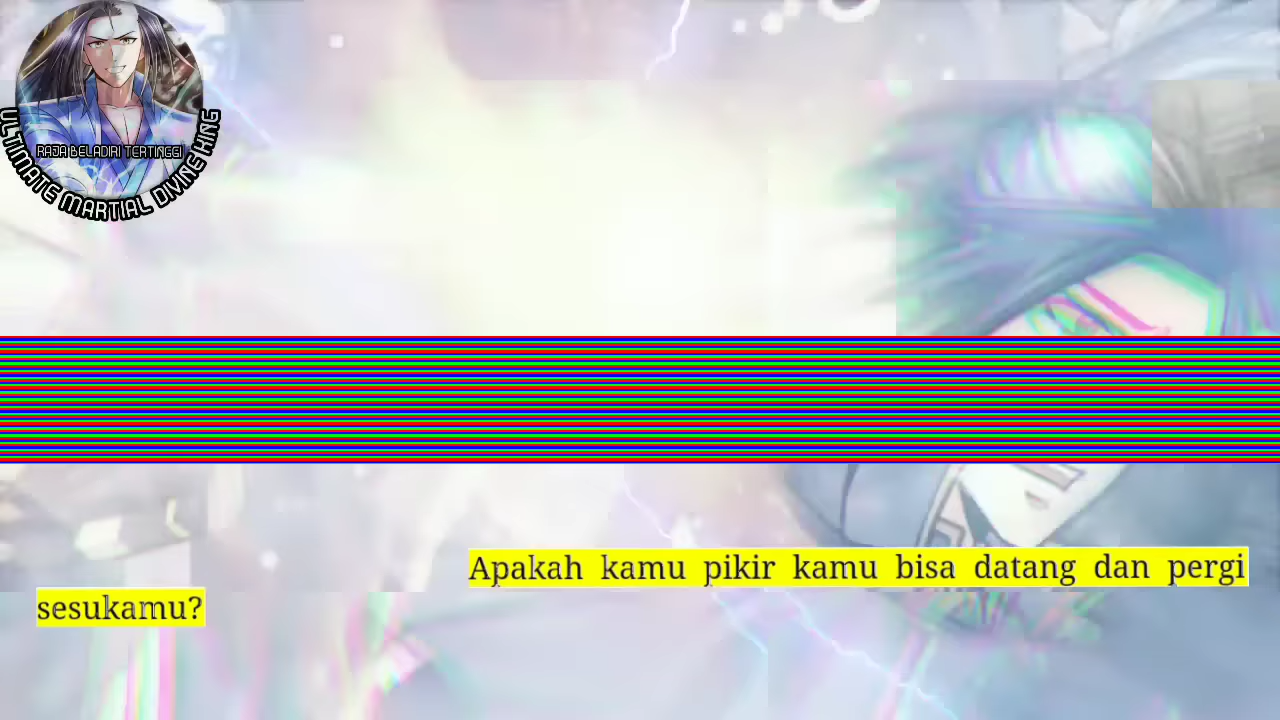 RAJA BELADIRI TERTINGGI
ULTIMATE MARTIAL DIVINE KING
Apakah kamu pikir kamu bisa datang dan pergi
sesukamu?